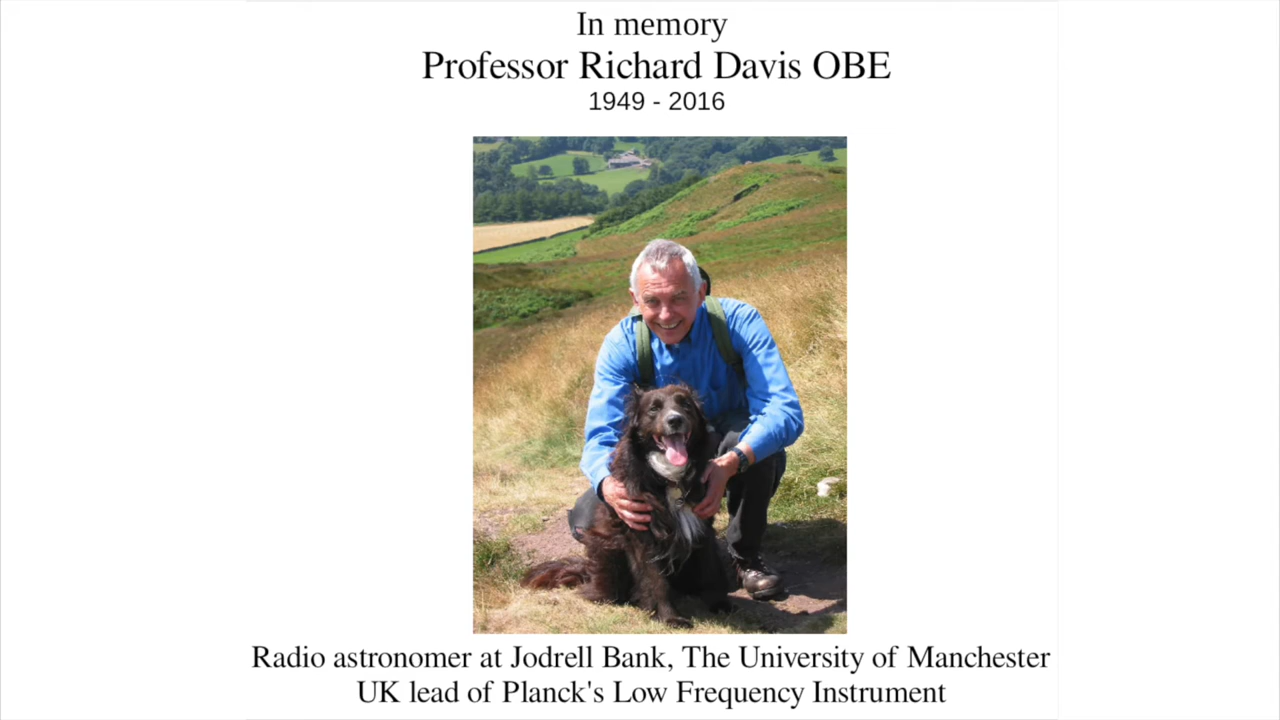 In memory
Professor Richard Davis OBE
1949 - 2016
Radio astronomer at Jodrell Bank, The University of Manchester
UK lead of Planck's Low Frequency Instrument